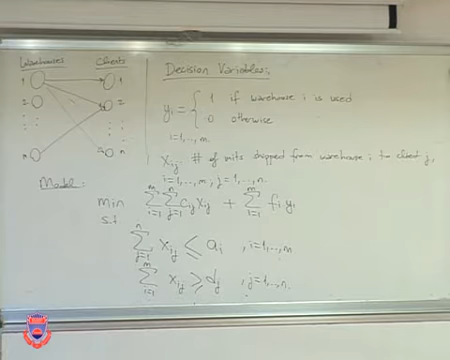 Warehouses Clients
1 1
2 2
m n
Decision Variables:
yi = { 1 if warehouse i is used
0 otherwise
i=1,...,m
Xij # of units shipped from warehouse i to client j,
i=1,...,m ; j=1,...,n.
Model:
min ∑_{i=1}^{m} ∑_{j=1}^{n} Cij Xij + ∑_{i=1}^{m} fi yi
s.t
∑_{j=1}^{n} Xij ≤ ai , i=1,...,m
∑_{i=1}^{m} Xij ≥ dj , j=1,...,n.